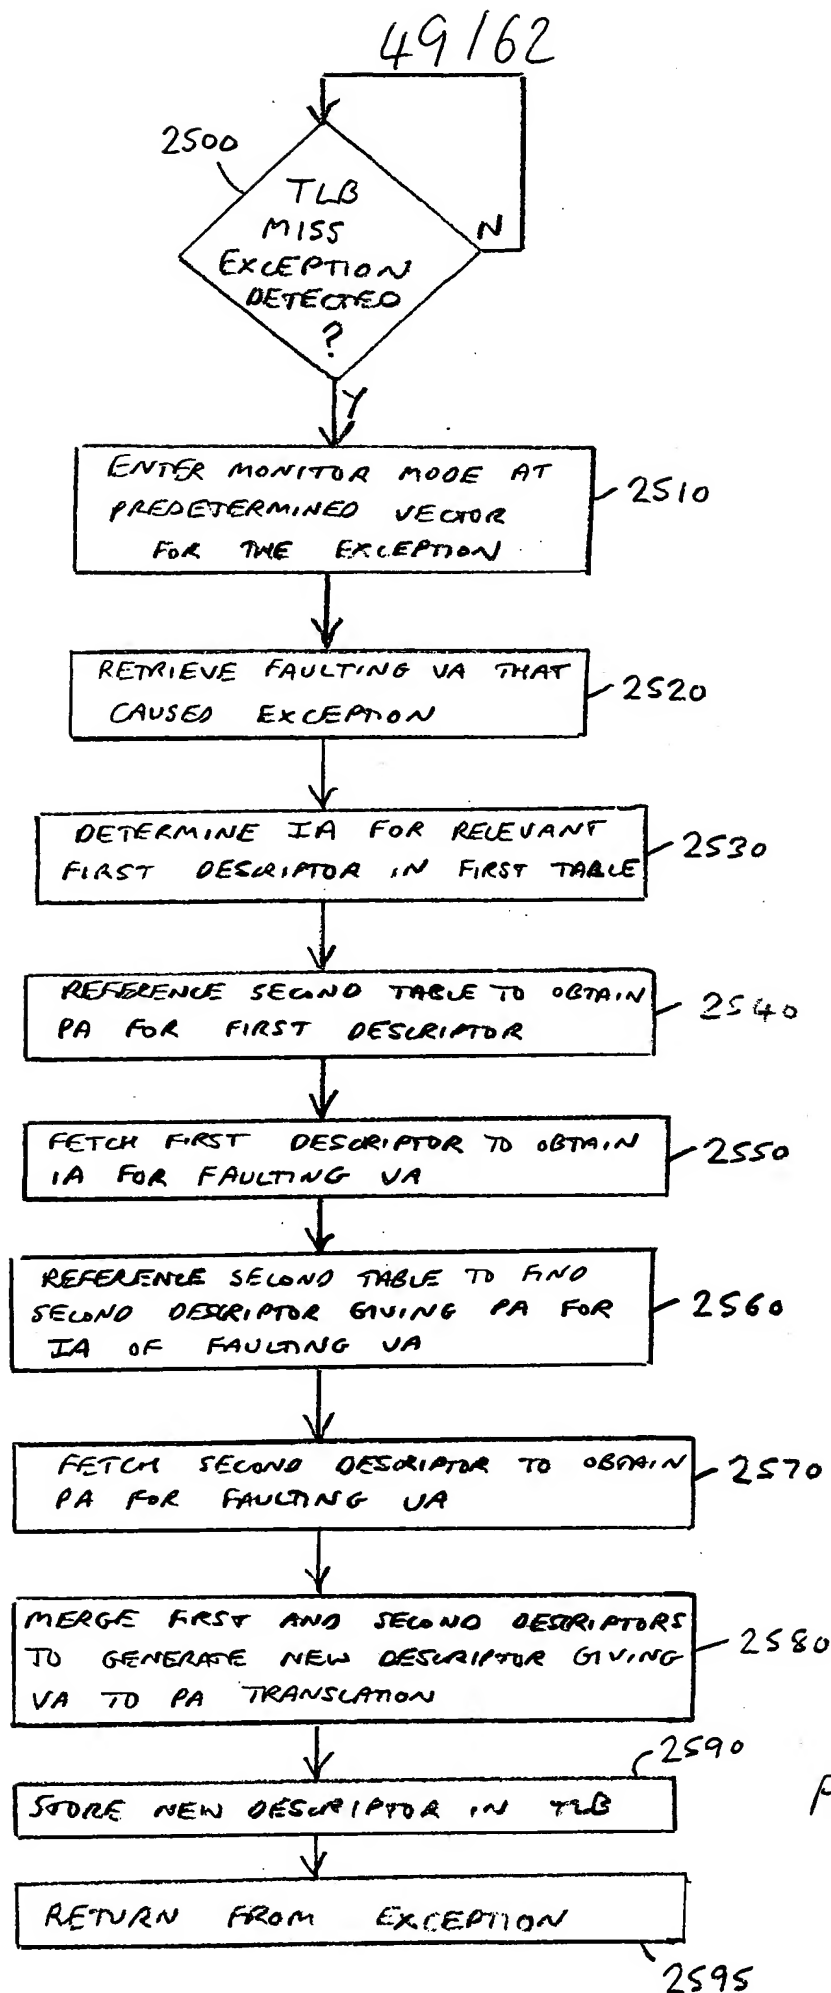 49/62
2500
TLB
MISS
EXCEPTION
DETECTED
?
N
Y
ENTER MONITOR MODE AT
PREDETERMINED VECTOR
FOR THE EXCEPTION
2510
RETRIEVE FAULTING VA THAT
CAUSED EXCEPTION
2520
DETERMINE IA FOR RELEVANT
FIRST DESCRIPTOR IN FIRST TABLE
2530
REFERENCE SECOND TABLE TO OBTAIN
PA FOR FIRST DESCRIPTOR
2540
FETCH FIRST DESCRIPTOR TO OBTAIN
IA FOR FAULTING VA
2550
REFERENCE SECOND TABLE TO FIND
SECOND DESCRIPTOR GIVING PA FOR
IA OF FAULTING VA
2560
FETCH SECOND DESCRIPTOR TO OBTAIN
PA FOR FAULTING VA
2570
MERGE FIRST AND SECOND DESCRIPTORS
TO GENERATE NEW DESCRIPTOR GIVING
VA TO PA TRANSLATION
2580
2590
STORE NEW DESCRIPTOR IN TLB
RETURN FROM EXCEPTION
2595